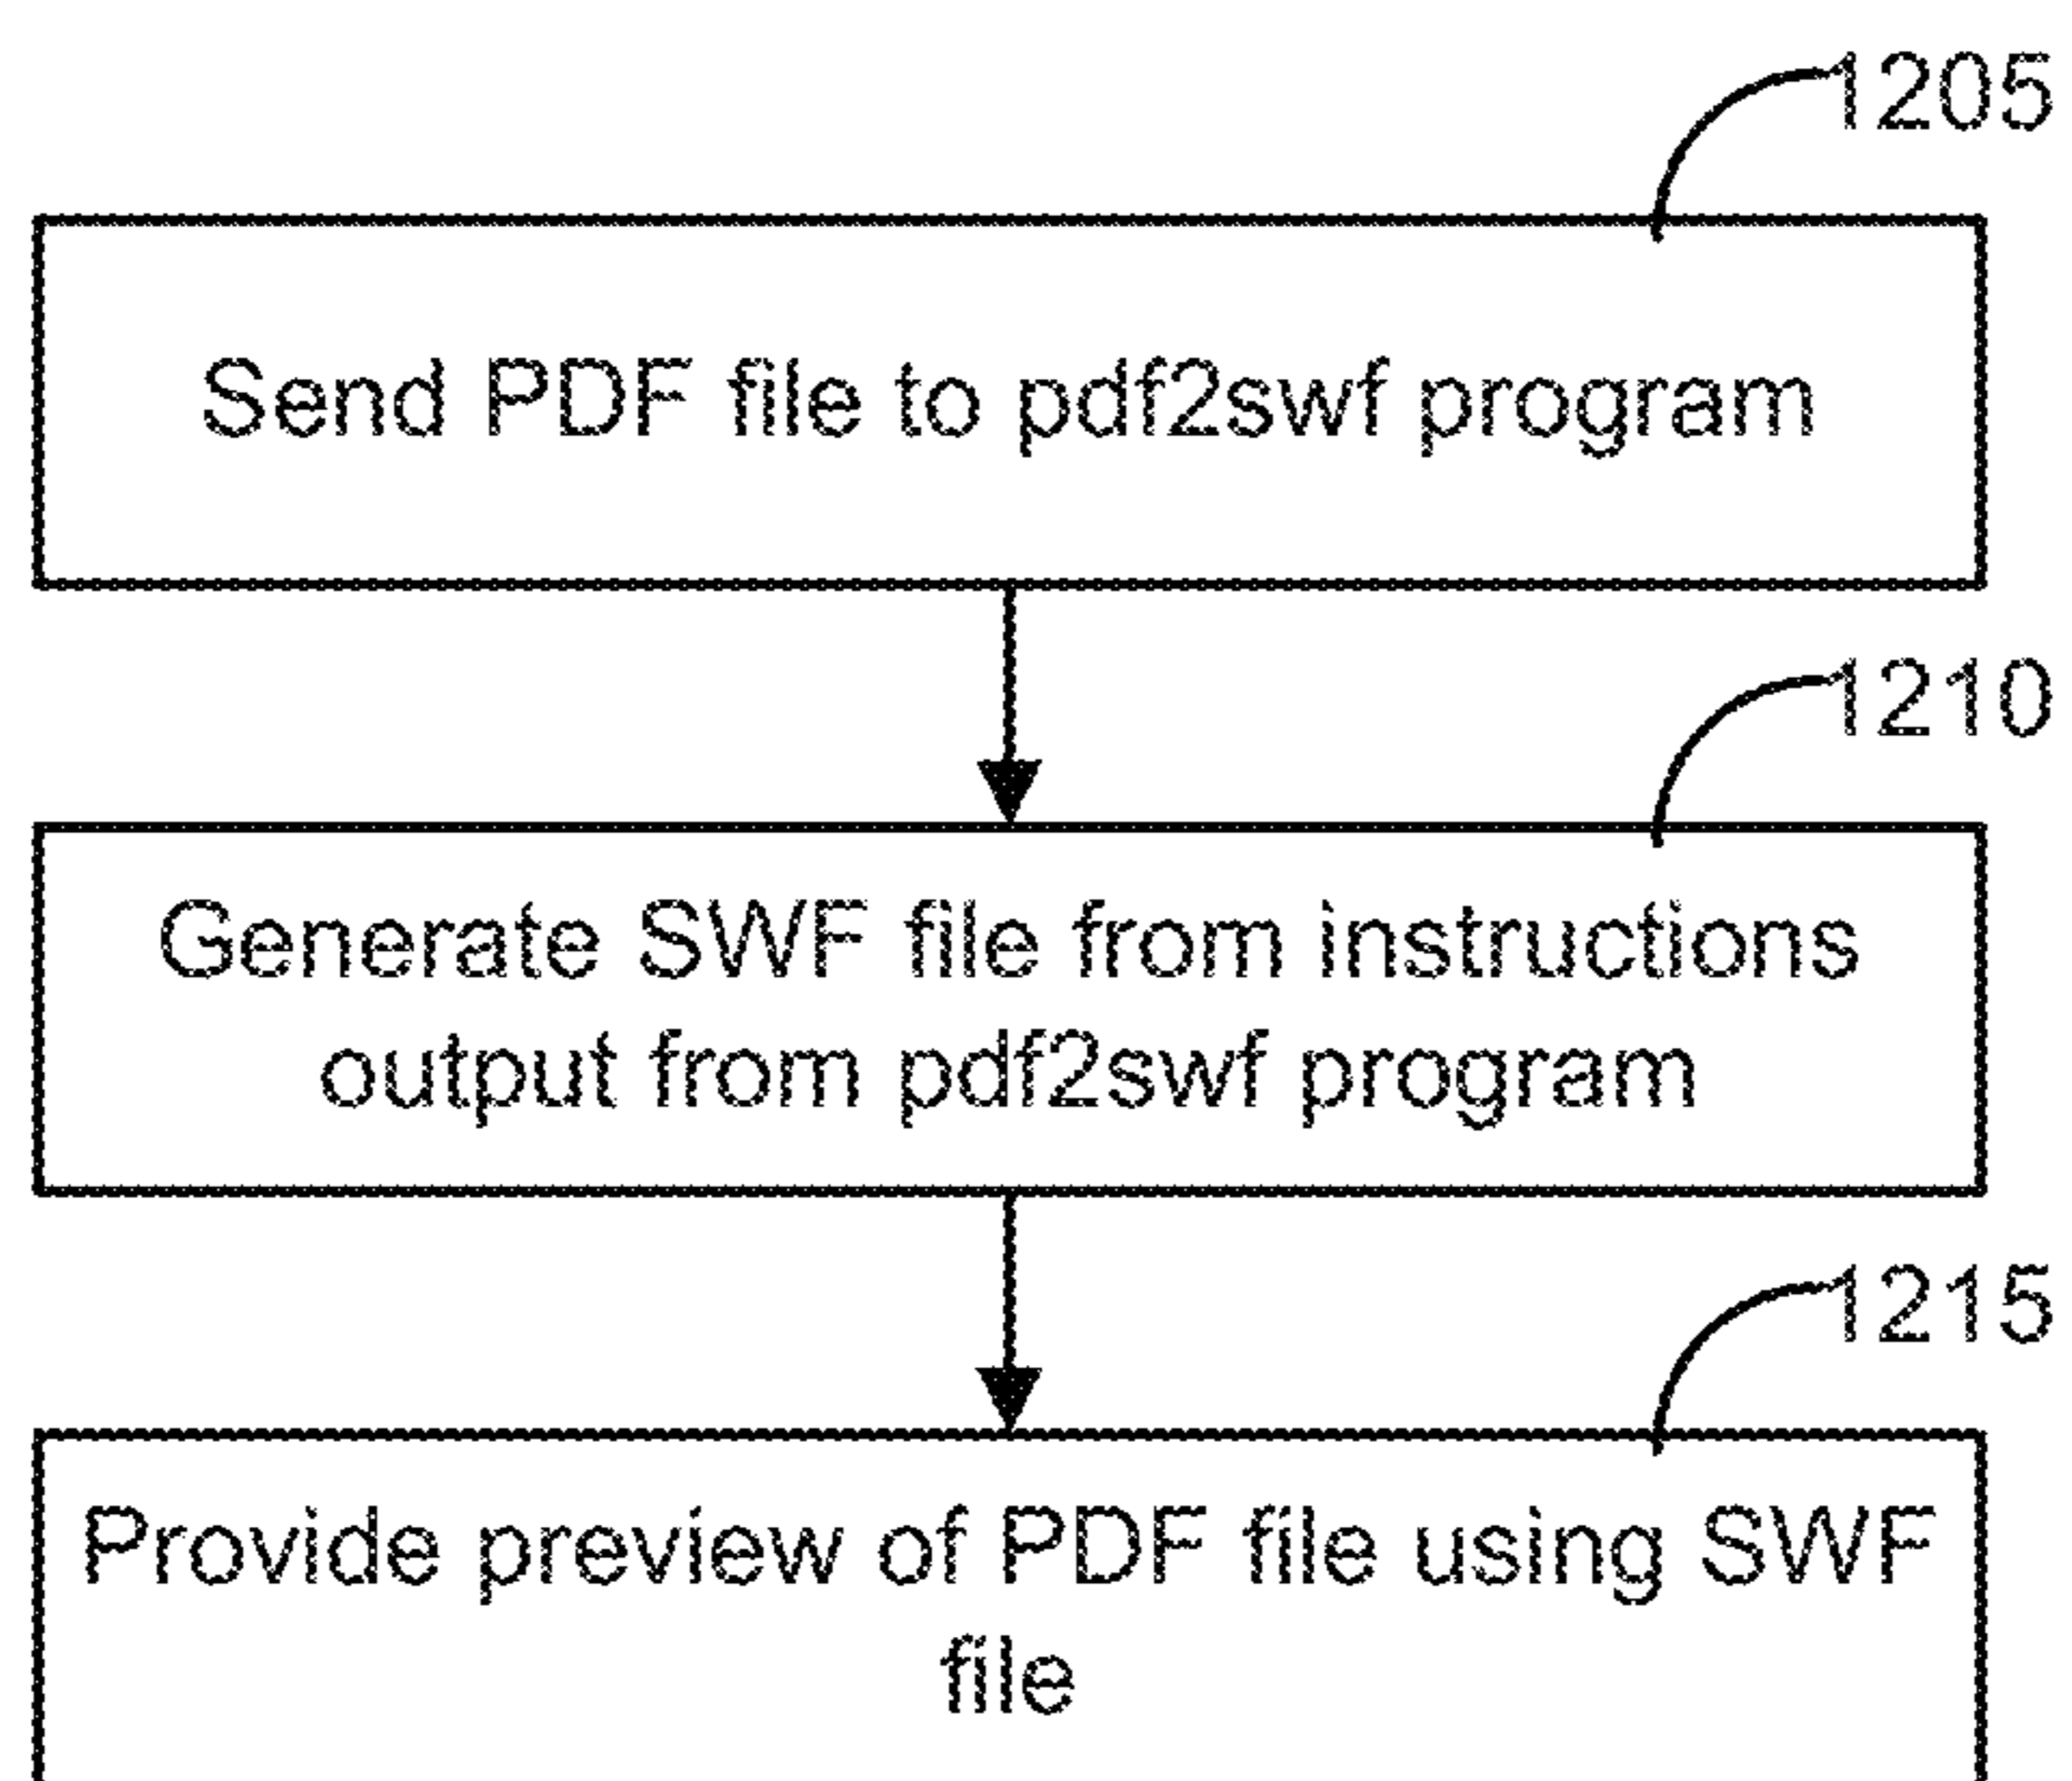 1205
Send PDF file to pdf2swf program
1210
Generate SWF file from instructions
output from pdf2swf program
1215
Provide preview of PDF file using SWF
file